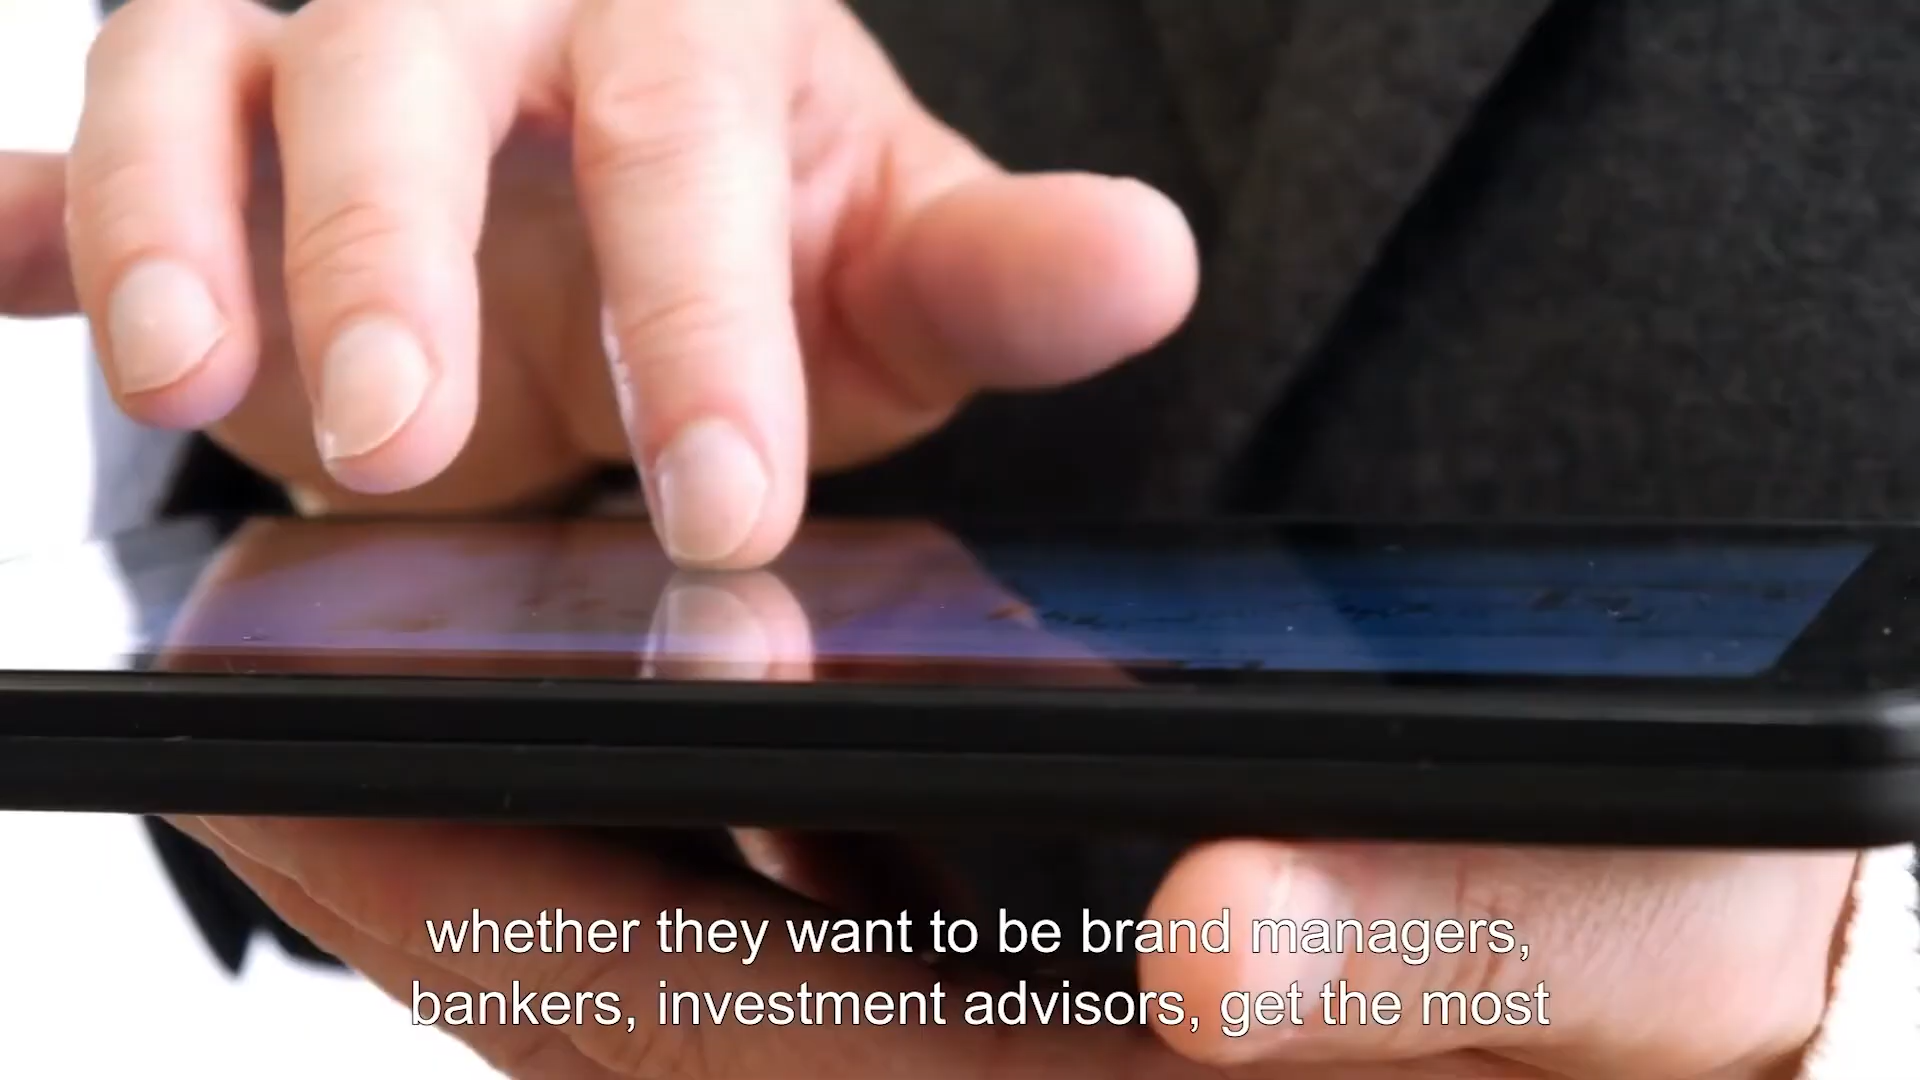 whether they want to be brand managers,
bankers, investment advisors, get the most